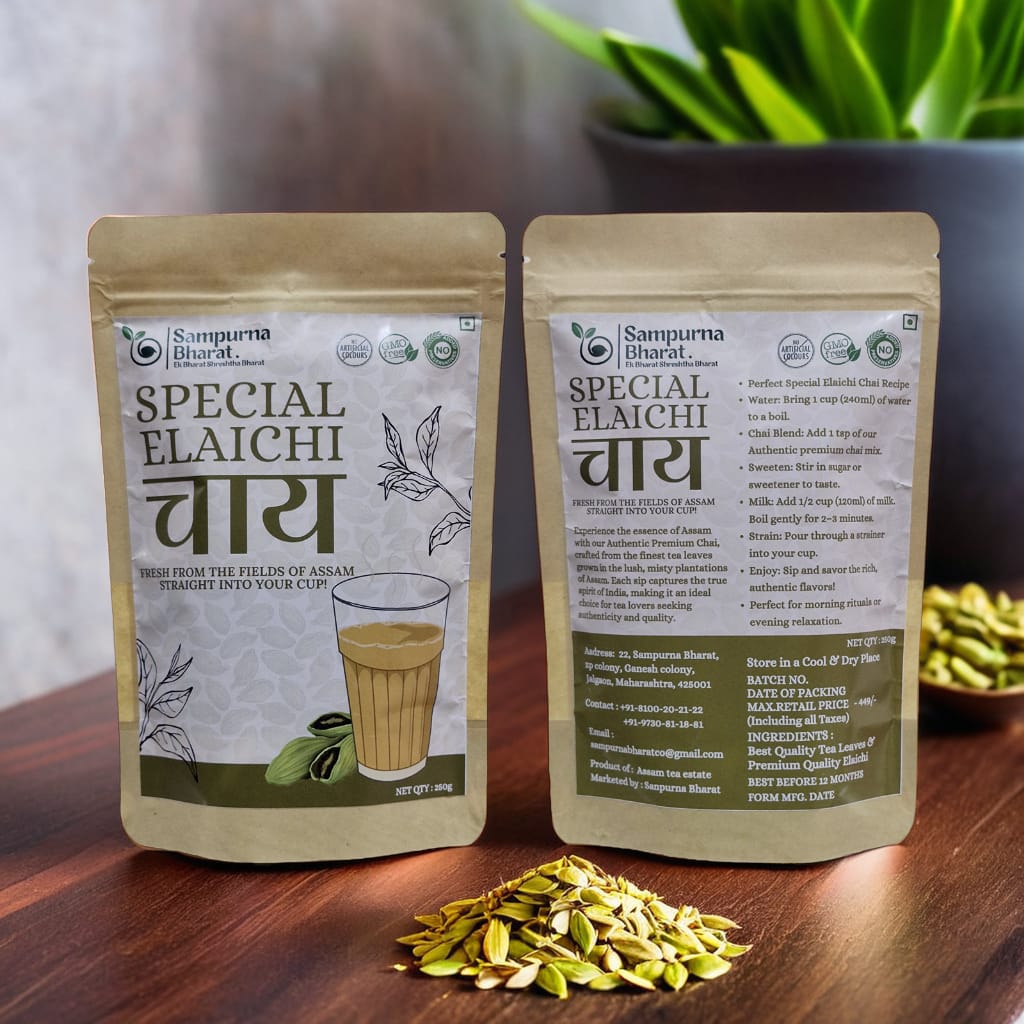 Sampurna
Bharat.
Ek Bharat Shreshtha Bharat
NO
ARTIFICIAL
COLOURS
GMO
free
NO
SPECIAL
ELAICHI
चाय
FRESH FROM THE FIELDS OF ASSAM
STRAIGHT INTO YOUR CUP!
NET QTY : 250g
Sampurna
Bharat.
Ek Bharat Shreshtha Bharat
NO
ARTIFICIAL
COLOURS
GMO
free
NO
SPECIAL
ELAICHI
चाय
FRESH FROM THE FIELDS OF ASSAM
STRAIGHT INTO YOUR CUP!
Experience the essence of Assam
with our Authentic Premium Chai,
crafted from the finest tea leaves
grown in the lush, misty plantations
of Assam. Each sip captures the true
spirit of India, making it an ideal
choice for tea lovers seeking
authenticity and quality.
• Perfect Special Elaichi Chai Recipe
• Water: Bring 1 cup (240ml) of water
to a boil.
• Chai Blend: Add 1 tsp of our
Authentic premium chai mix.
• Sweeten: Stir in sugar or
sweetener to taste.
• Milk: Add 1/2 cup (120ml) of milk.
Boil gently for 2-3 minutes.
• Strain: Pour through a strainer
into your cup.
• Enjoy: Sip and savor the rich,
authentic flavors!
• Perfect for morning rituals or
evening relaxation.
Address: 22, Sampurna Bharat,
zp colony, Ganesh colony,
Jalgaon, Maharashtra, 425001
Contact : +91-8100-20-21-22
+91-9730-81-18-81
Email :
sampurnabharatco@gmail.com
Product of : Assam tea estate
Marketed by : Sanpurna Bharat
NET QTY : 250g
Store in a Cool & Dry Place
BATCH NO.
DATE OF PACKING
MAX.RETAIL PRICE - 449/-
(Including all Taxes)
INGREDIENTS :
Best Quality Tea Leaves &
Premium Quality Elaichi
BEST BEFORE 12 MONTHS
FORM MFG. DATE